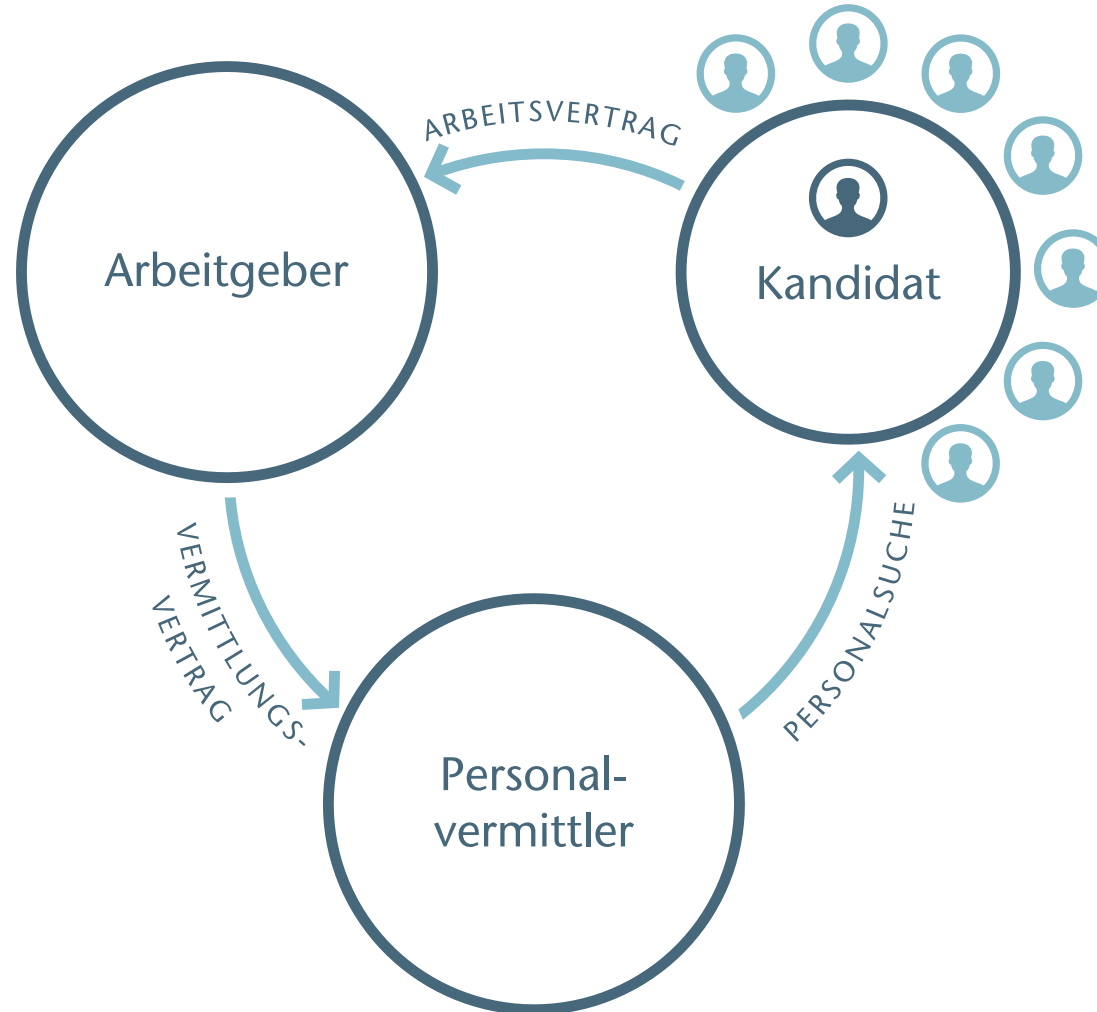 ARBEITSVERTRAG
Arbeitgeber
Kandidat
VERMITTLUNGS-
VERTRAG
PERSONALSUCHE
Personal-
vermittler